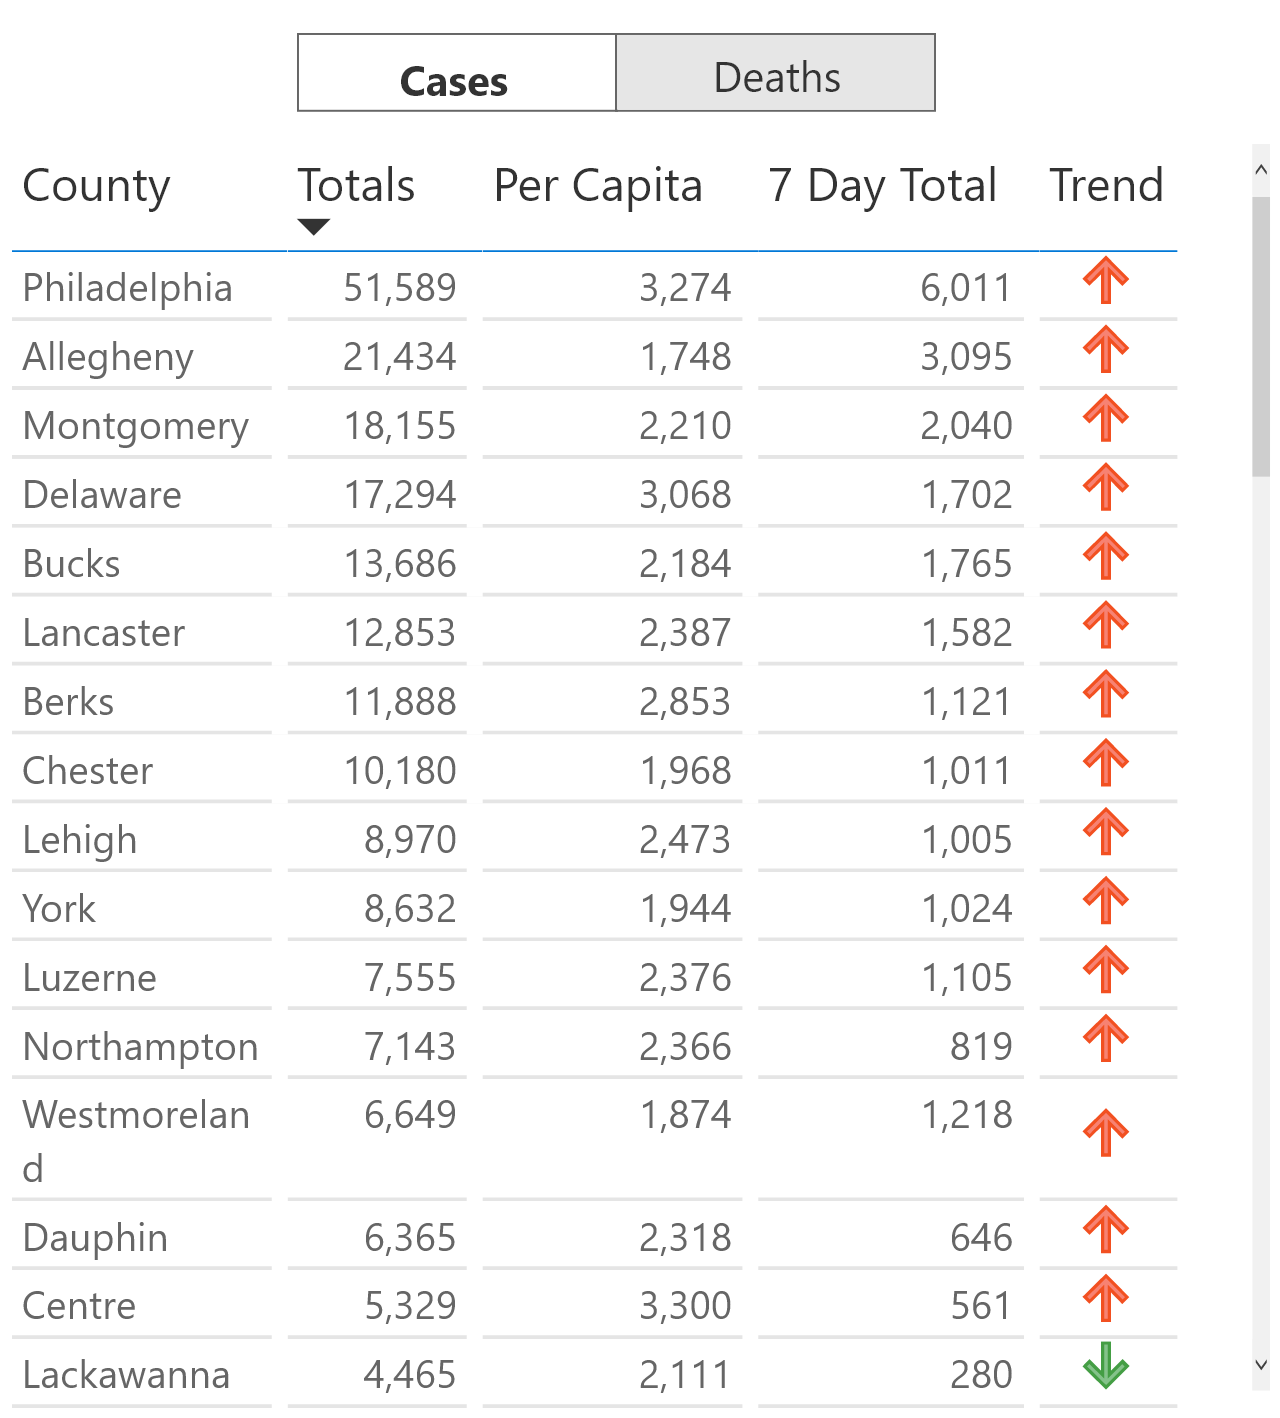 Cases Deaths
County Totals Per Capita 7 Day Total Trend
Philadelphia 51,589 3,274 6,011
Allegheny 21,434 1,748 3,095
Montgomery 18,155 2,210 2,040
Delaware 17,294 3,068 1,702
Bucks 13,686 2,184 1,765
Lancaster 12,853 2,387 1,582
Berks 11,888 2,853 1,121
Chester 10,180 1,968 1,011
Lehigh 8,970 2,473 1,005
York 8,632 1,944 1,024
Luzerne 7,555 2,376 1,105
Northampton 7,143 2,366 819
Westmorelan 6,649 1,874 1,218
d
Dauphin 6,365 2,318 646
Centre 5,329 3,300 561
Lackawanna 4,465 2,111 280